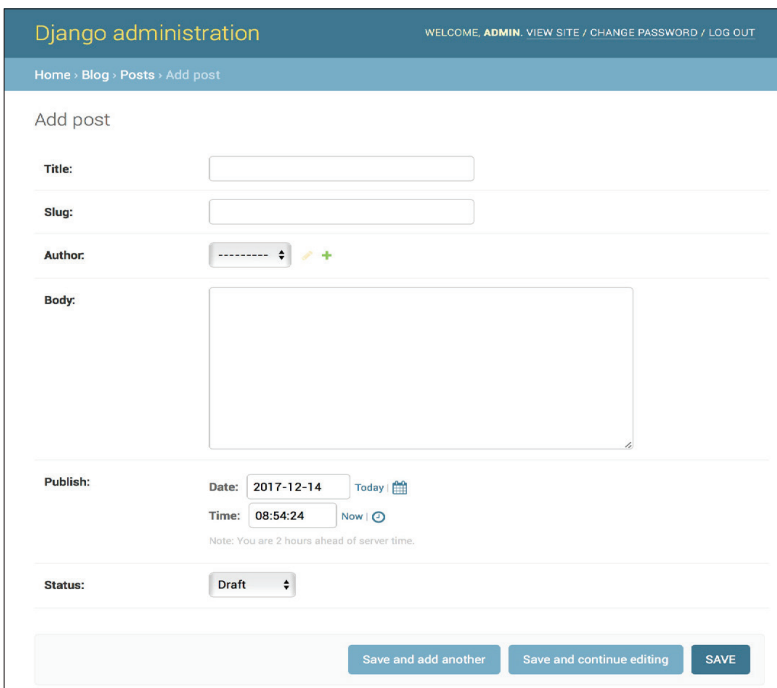 Django administration
WELCOME, ADMIN. VIEW SITE / CHANGE PASSWORD / LOG OUT
Home › Blog › Posts › Add post
Add post
Title:
Slug:
Author:
---------
Body:
Publish:
Date: 2017-12-14 Today |
Time: 08:54:24 Now |
Note: You are 2 hours ahead of server time.
Status:
Draft
Save and add another
Save and continue editing
SAVE